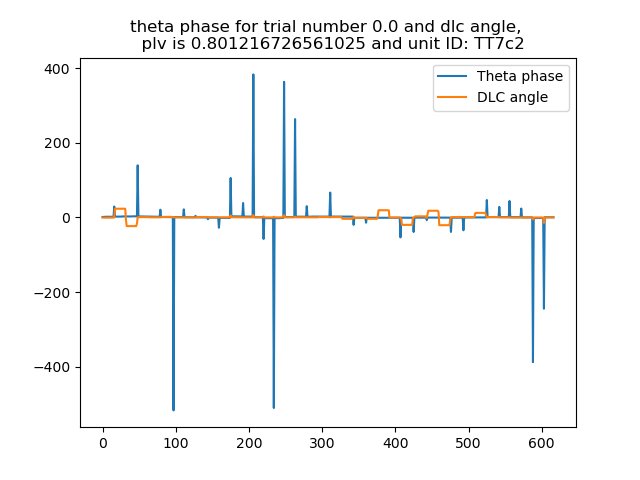 theta phase for trial number 0.0 and dlc angle,
plv is 0.801216726561025 and unit ID: TT7c2
Theta phase
DLC angle
400
200
0
−200
−400
0 100 200 300 400 500 600